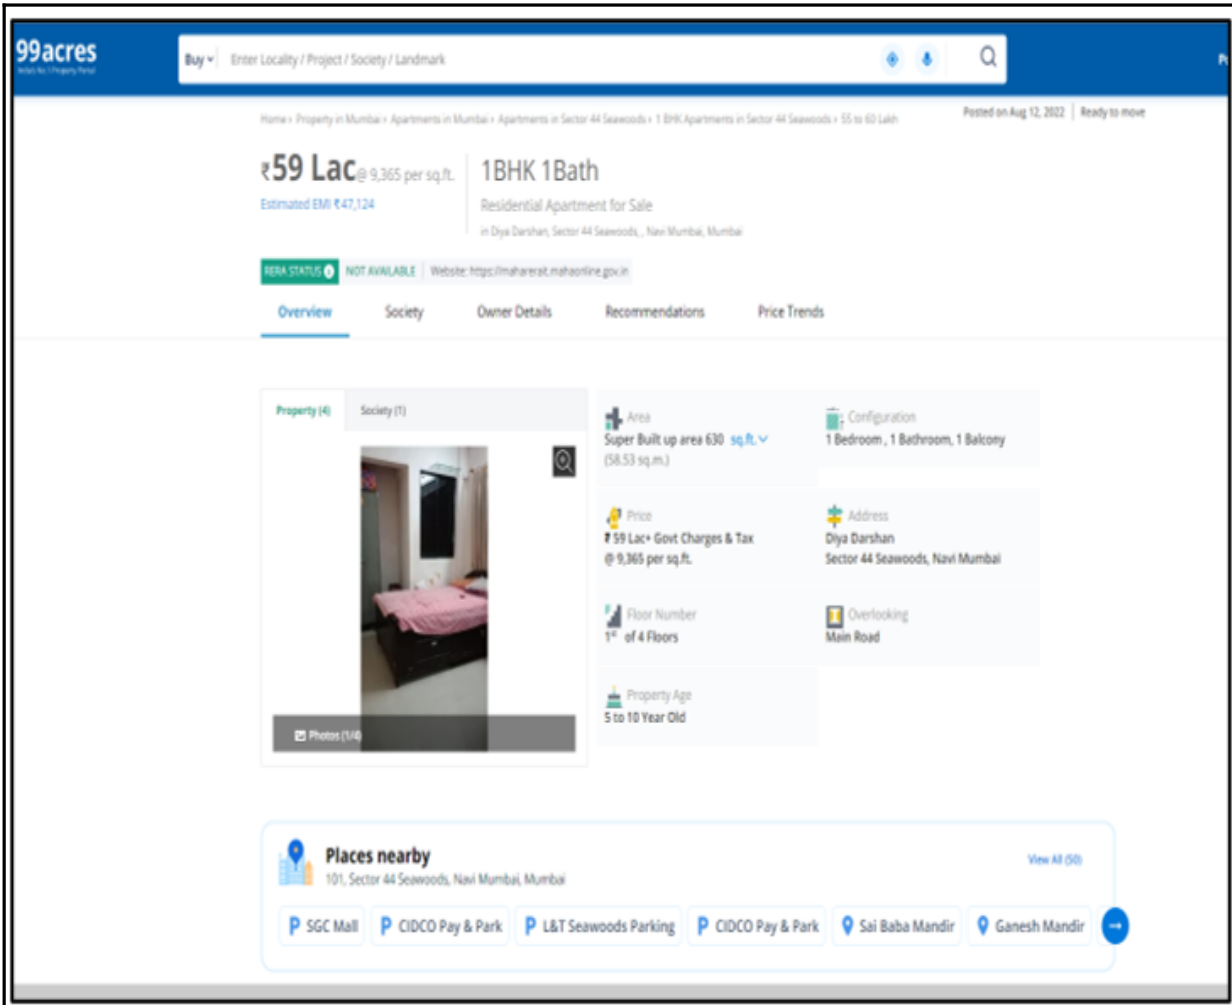 99acres
India's No.1 Property Portal
Buy
Enter Locality / Project / Society / Landmark
Home › Property in Mumbai › Apartments in Mumbai › Apartments in Sector 44 Seawoods › 1 BHK Apartments in Sector 44 Seawoods › 55 to 60 Lakh
Posted on Aug 12, 2022 | Ready to move
₹59 Lac @ 9,365 per sq.ft.
1BHK 1Bath
Estimated EMI ₹47,124
Residential Apartment for Sale
in Diya Darshan, Sector 44 Seawoods, , Navi Mumbai, Mumbai
RERA STATUS NOT AVAILABLE | Website: https://maharerait.mahaonline.gov.in
Overview Society Owner Details Recommendations Price Trends
Property (4) Society (1)
Area
Super Built up area 630 sq.ft.
(58.53 sq.m.)
Configuration
1 Bedroom , 1 Bathroom, 1 Balcony
Price
₹ 59 Lac+ Govt Charges & Tax
@ 9,365 per sq.ft.
Address
Diya Darshan
Sector 44 Seawoods, Navi Mumbai
Floor Number
1st of 4 Floors
Overlooking
Main Road
Property Age
5 to 10 Year Old
Photos (1/4)
Places nearby
101, Sector 44 Seawoods, Navi Mumbai, Mumbai
View All (50)
P SGC Mall P CIDCO Pay & Park P L&T Seawoods Parking P CIDCO Pay & Park Sai Baba Mandir Ganesh Mandir